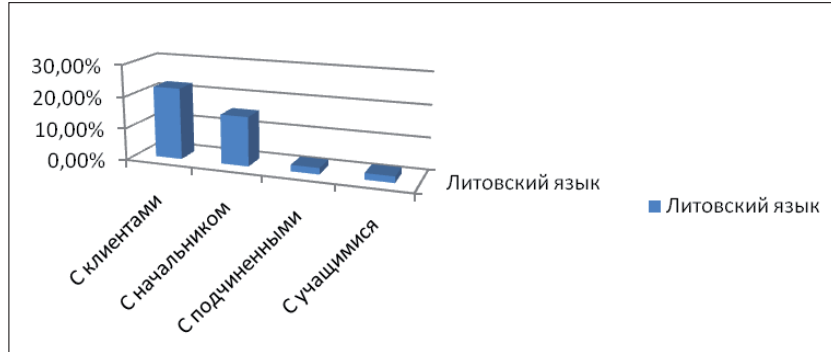 30,00%
20,00%
10,00%
0,00%
С клиентами
С начальником
С подчиненными
С учащимися
Литовский язык
Литовский язык